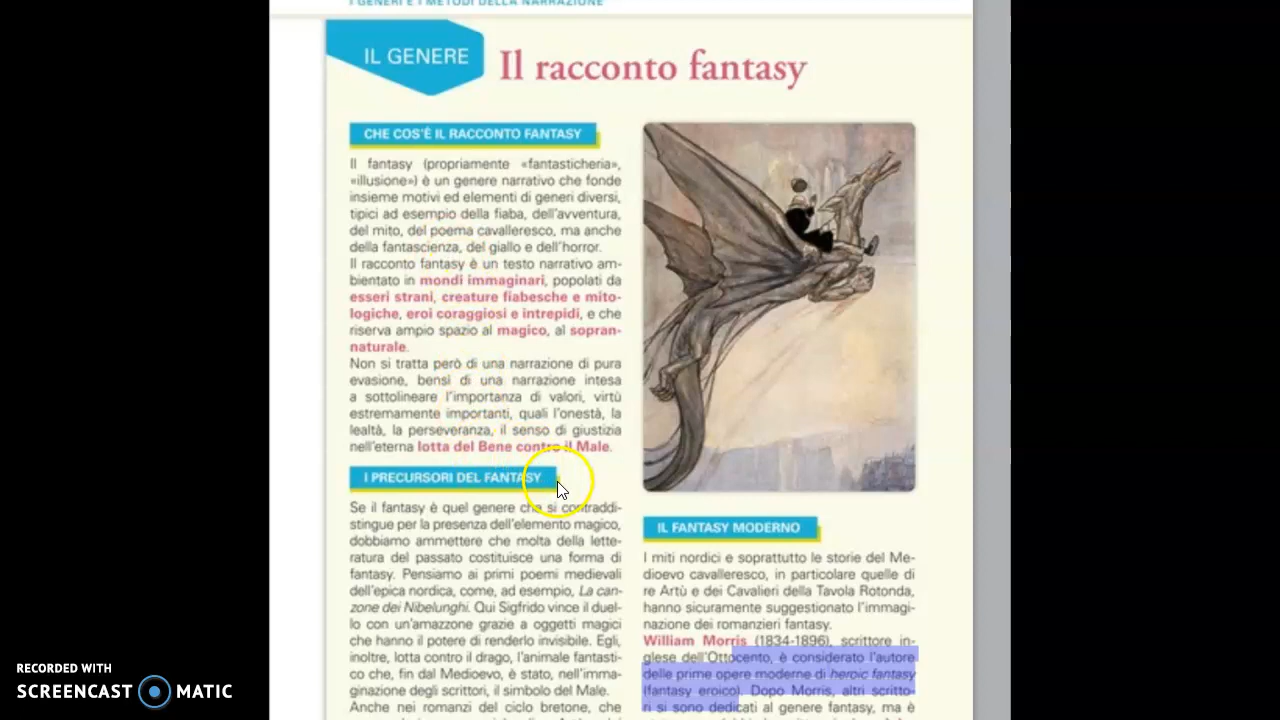 I GENERI E I METODI DELLA NARRAZIONE
IL GENERE
Il racconto fantasy
CHE COS'È IL RACCONTO FANTASY
Il fantasy (propriamente «fantasticheria»,
«illusione») è un genere narrativo che fonde
insieme motivi ed elementi di generi diversi,
tipici ad esempio della fiaba, dell'avventura,
del mito, del poema cavalleresco, ma anche
della fantascienza, del giallo e dell'horror.
Il racconto fantasy è un testo narrativo am-
bientato in mondi immaginari, popolati da
esseri strani, creature fiabesche e mito-
logiche, eroi coraggiosi e intrepidi, e che
riserva ampio spazio al magico, al sopran-
naturale.
Non si tratta però di una narrazione di pura
evasione, bensì di una narrazione intesa
a sottolineare l'importanza di valori, virtù
estremamente importanti, quali l'onestà, la
lealtà, la perseveranza, il senso di giustizia
nell'eterna lotta del Bene contro il Male.
I PRECURSORI DEL FANTASY
Se il fantasy è quel genere che si contraddi-
stingue per la presenza dell'elemento magico,
dobbiamo ammettere che molta della lette-
ratura del passato costituisce una forma di
fantasy. Pensiamo ai primi poemi medievali
dell'epica nordica, come, ad esempio, La can-
zone dei Nibelunghi. Qui Sigfrido vince il duel-
lo con un'amazzone grazie a oggetti magici
che hanno il potere di renderlo invisibile. Egli,
inoltre, lotta contro il drago, l'animale fantasti-
co che, fin dal Medioevo, è stato, nell'imma-
ginazione degli scrittori, il simbolo del Male.
Anche nei romanzi del ciclo bretone, che
IL FANTASY MODERNO
I miti nordici e soprattutto le storie del Me-
dioevo cavalleresco, in particolare quelle di
re Artù e dei Cavalieri della Tavola Rotonda,
hanno sicuramente suggestionato l'immagi-
nazione dei romanzieri fantasy.
William Morris (1834-1896), scrittore in-
glese dell'Ottocento, è considerato l'autore
delle prime opere moderne di heroic fantasy
(fantasy eroico). Dopo Morris, altri scritto-
ri si sono dedicati al genere fantasy, ma è
RECORDED WITH
SCREENCAST MATIC